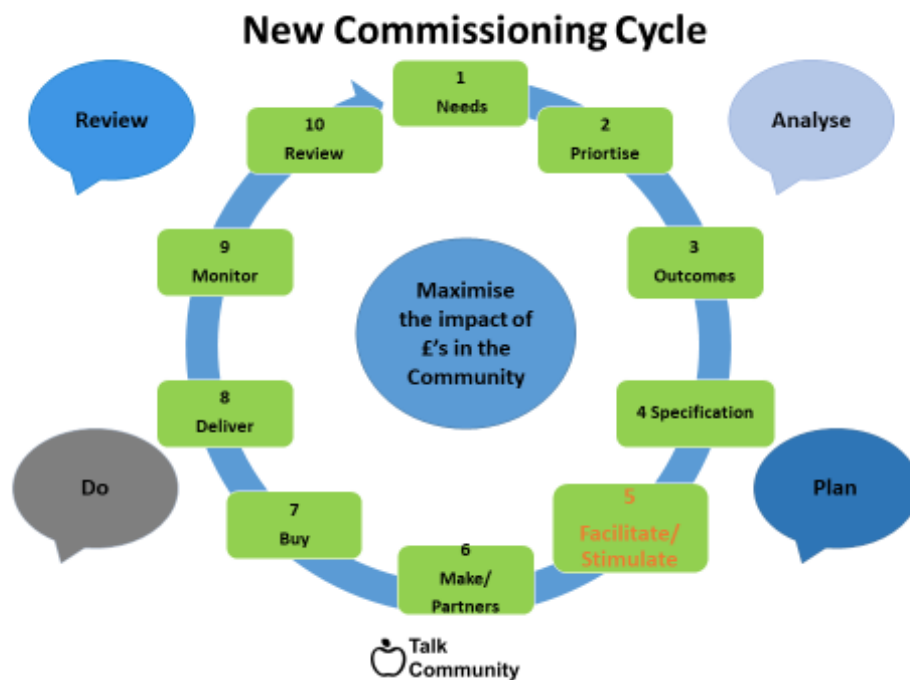 New Commissioning Cycle
Review
Analyse
1
Needs
2
Priortise
3
Outcomes
4 Specification
5
Facilitate/
Stimulate
6
Make/
Partners
7
Buy
8
Deliver
9
Monitor
10
Review
Maximise
the impact of
£'s in the
Community
Do
Plan
Talk
Community